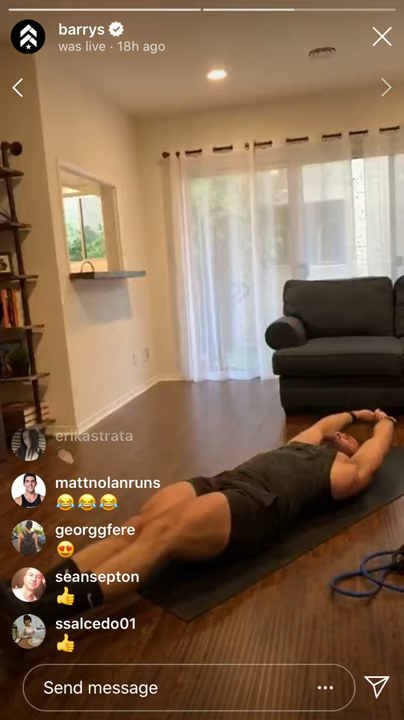 barrys
was live · 18h ago
erikastrata
👏
mattnolanruns
😂😂😂
georggfere
😍
seansepton
👍
ssalcedo01
👍
Send message